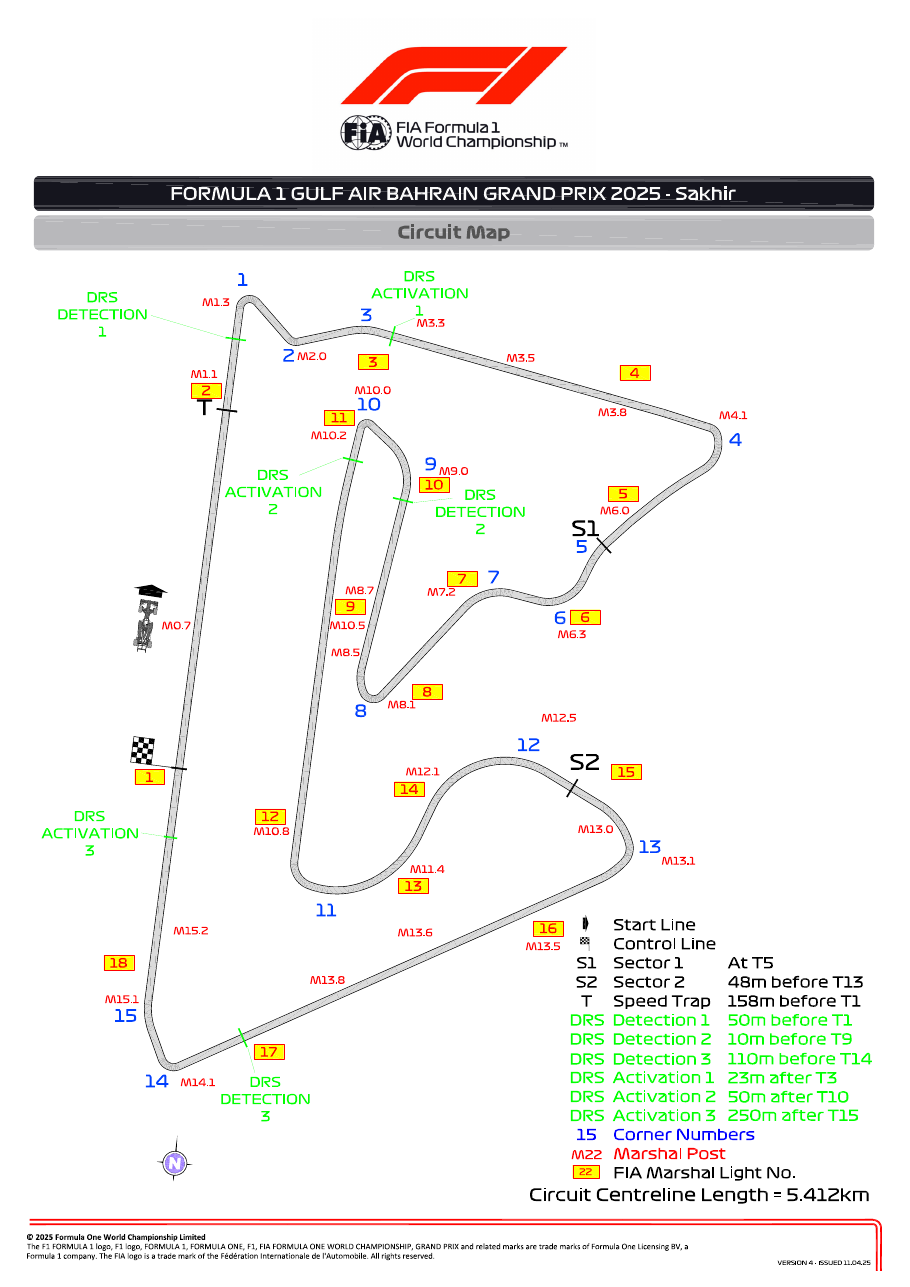 F1
FiA
FIA Formula 1
World Championship™
FORMULA 1 GULF AIR BAHRAIN GRAND PRIX 2025 - Sakhir
Circuit Map
1
DRS
DETECTION
1
M1.3
DRS
ACTIVATION
1
3
M3.3
2
M2.0
3
M3.5
4
M1.1
2
T
M10.0
10
11
M10.2
M3.8
M4.1
4
9
M9.0
10
DRS
ACTIVATION
2
DRS
DETECTION
2
5
M6.0
S1
5
7
7
M7.2
M8.7
9
M10.5
M8.5
6
6
M6.3
M0.7
8
M8.1
8
M12.5
12
S2
15
M12.1
14
1
12
M10.8
M13.0
13
M13.1
DRS
ACTIVATION
3
M11.4
13
11
M15.2
M13.6
16
M13.5
18
M13.8
M15.1
15
17
14
M14.1
DRS
DETECTION
3
N
Start Line
Control Line
S1 Sector 1 At T5
S2 Sector 2 48m before T13
T Speed Trap 158m before T1
DRS Detection 1 50m before T1
DRS Detection 2 10m before T9
DRS Detection 3 110m before T14
DRS Activation 1 23m after T3
DRS Activation 2 50m after T10
DRS Activation 3 250m after T15
15 Corner Numbers
M22 Marshal Post
22 FIA Marshal Light No.
Circuit Centreline Length = 5.412km
© 2025 Formula One World Championship Limited
The F1 FORMULA 1 logo, F1 logo, FORMULA 1, FORMULA ONE, F1, FIA FORMULA ONE WORLD CHAMPIONSHIP, GRAND PRIX and related marks are trade marks of Formula One Licensing BV, a
Formula 1 company. The FIA logo is a trade mark of the Fédération Internationale de l'Automobile. All rights reserved.
VERSION 4 - ISSUED 11.04.25